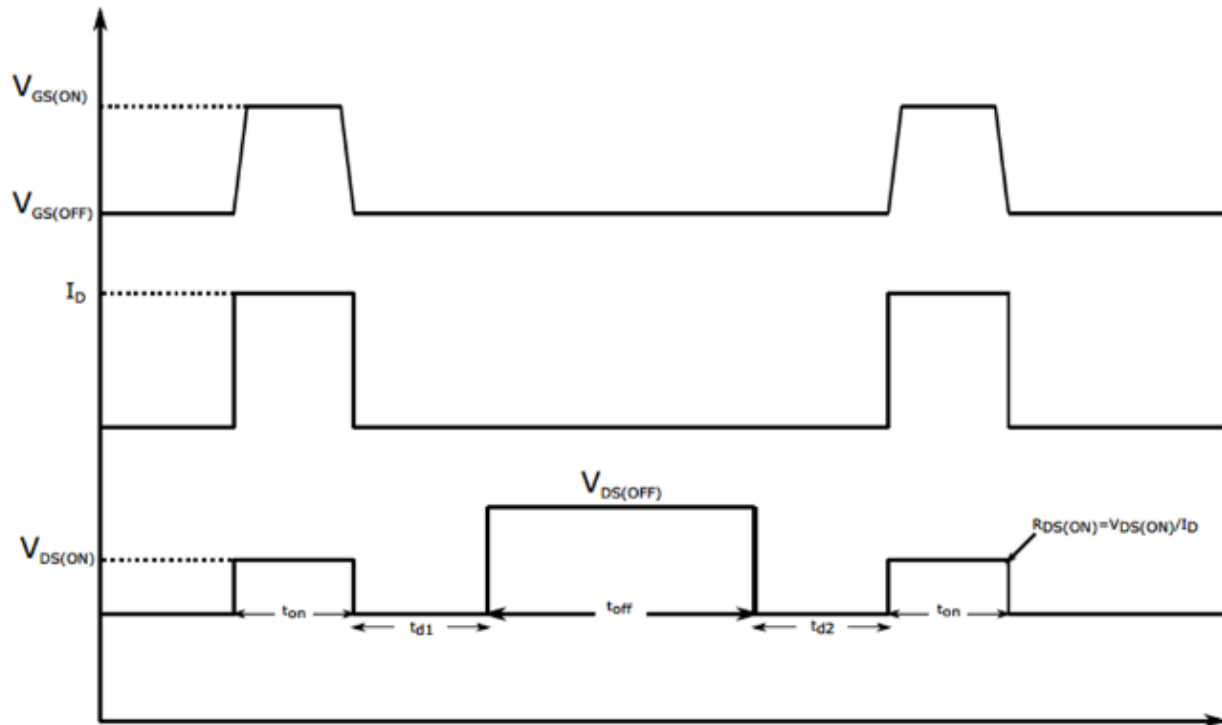 VGS(ON)
VGS(OFF)
ID
VDS(OFF)
VDS(ON)
RDS(ON)=VDS(ON)/ID
ton
td1
toff
td2
ton